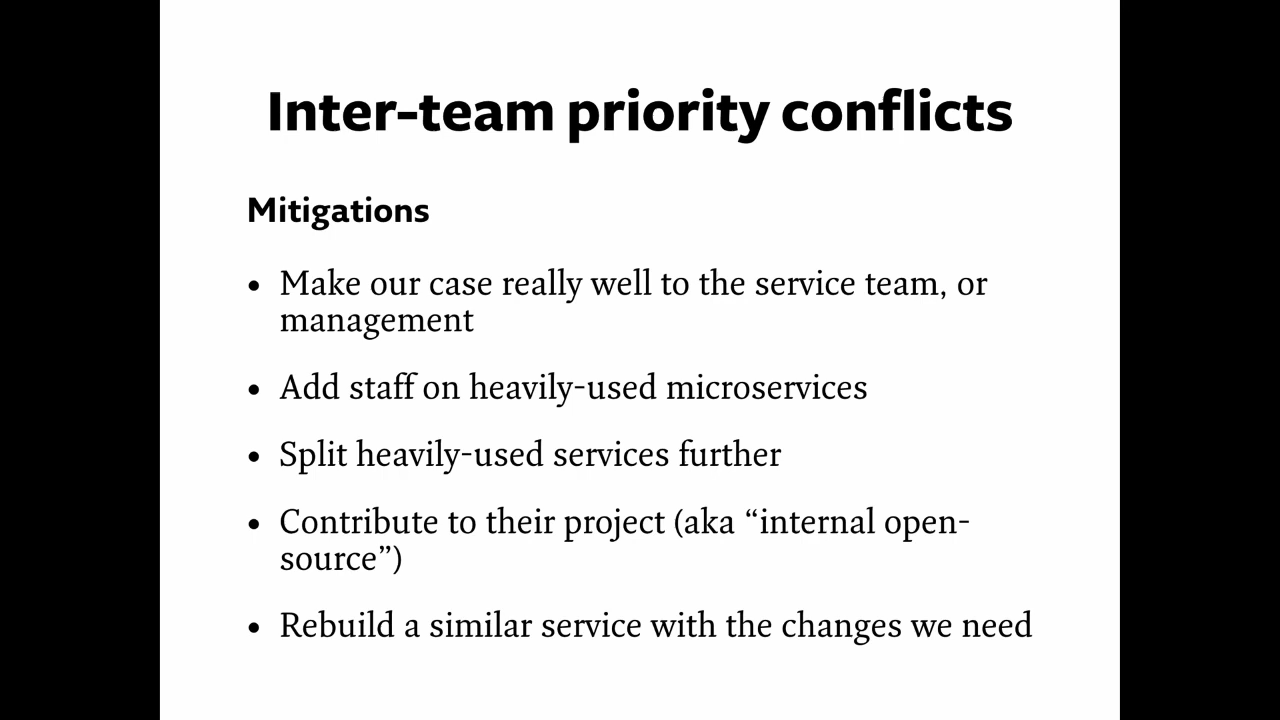 Inter-team priority conflicts
Mitigations
• Make our case really well to the service team, or
management
• Add staff on heavily-used microservices
• Split heavily-used services further
• Contribute to their project (aka “internal open-
source”)
• Rebuild a similar service with the changes we need